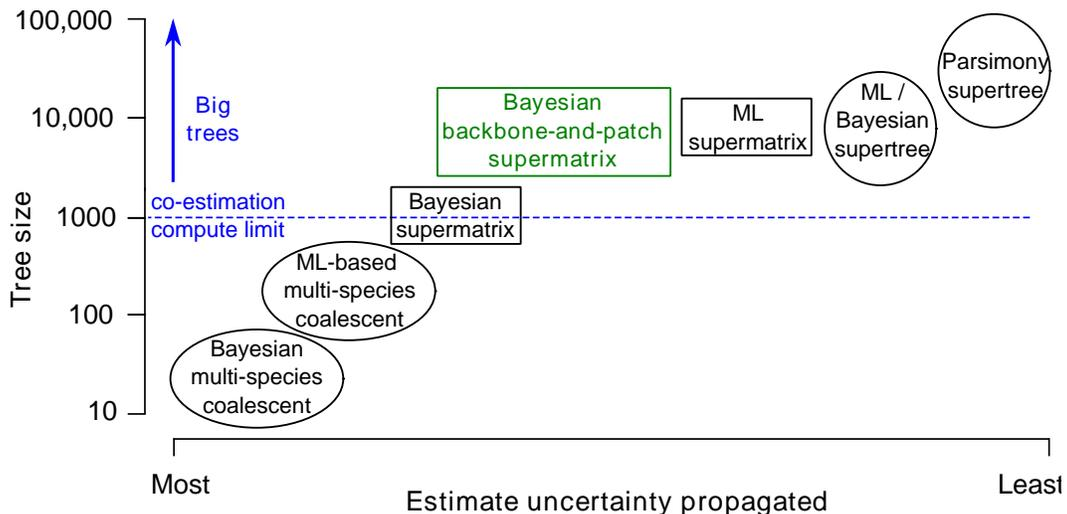 100,000
10,000
1000
100
10
Tree size
Big
trees
co-estimation
compute limit
Bayesian
multi-species
coalescent
ML-based
multi-species
coalescent
Bayesian
supermatrix
Bayesian
backbone-and-patch
supermatrix
ML
supermatrix
ML /
Bayesian
supertree
Parsimony
supertree
Most
Least
Estimate uncertainty propagated